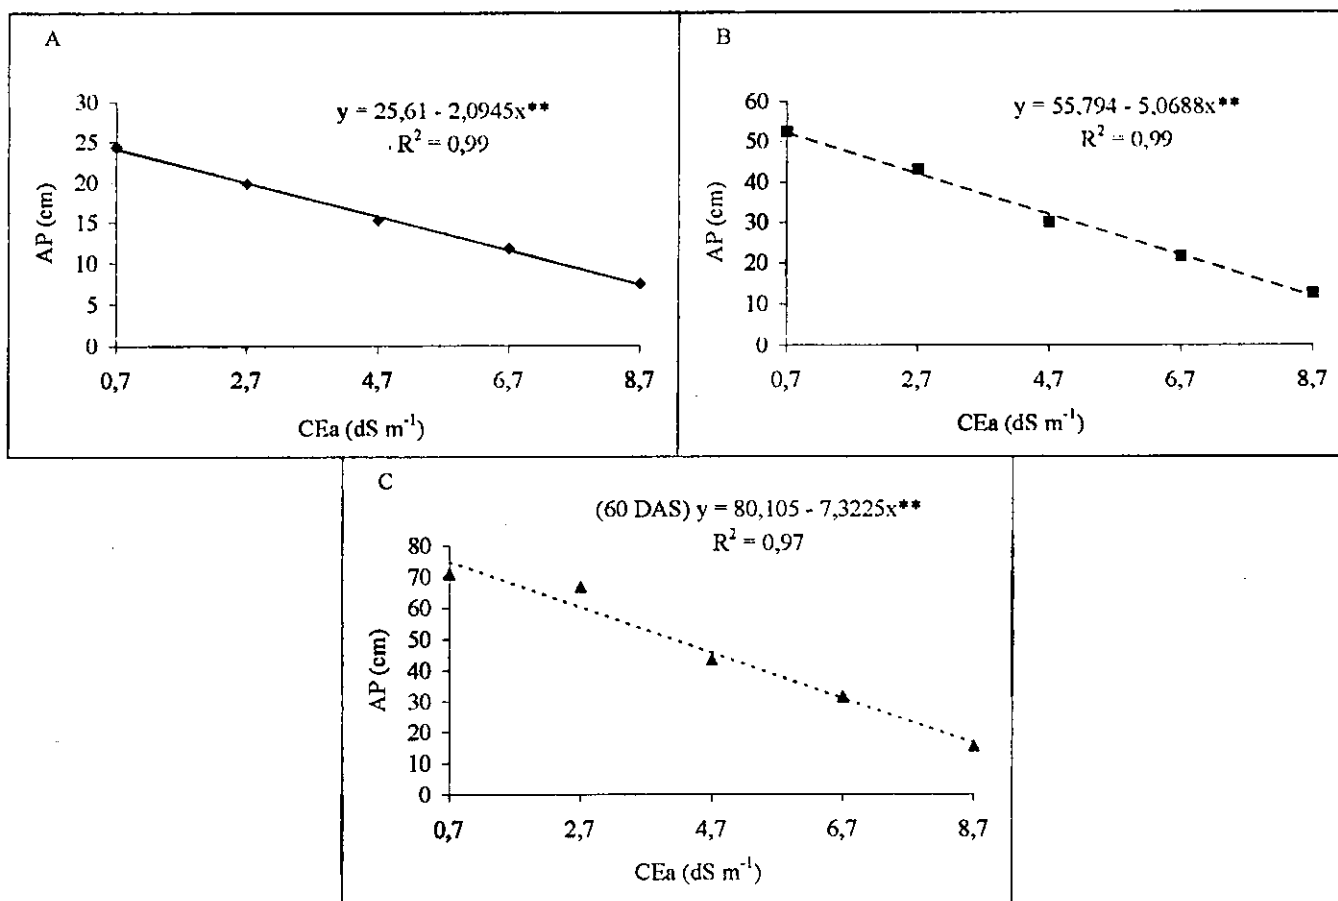 A
y = 25,61 - 2,0945x**
R² = 0,99
AP (cm)
30
25
20
15
10
5
0
0,7 2,7 4,7 6,7 8,7
CEa (dS m⁻¹)
B
y = 55,794 - 5,0688x**
R² = 0,99
AP (cm)
60
50
40
30
20
10
0
0,7 2,7 4,7 6,7 8,7
CEa (dS m⁻¹)
C
(60 DAS) y = 80,105 - 7,3225x**
R² = 0,97
AP (cm)
80
70
60
50
40
30
20
10
0
0,7 2,7 4,7 6,7 8,7
CEa (dS m⁻¹)